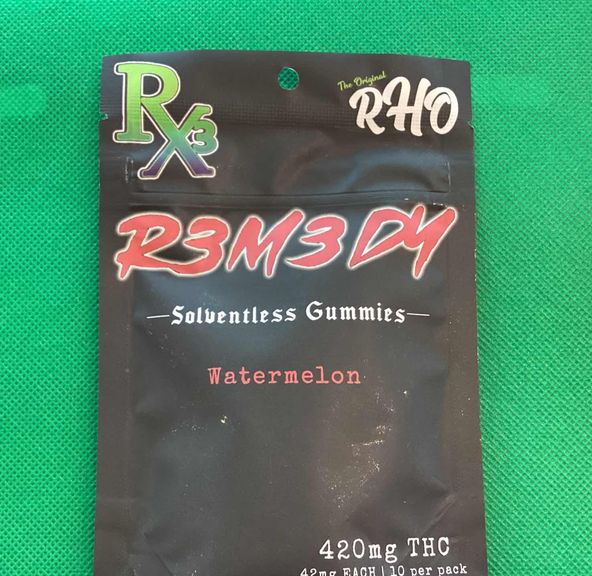 Rx3
The Original
RHO
R3M3DY
—Solventless Gummies—
Watermelon
420mg THC
42mg EACH | 10 per pack